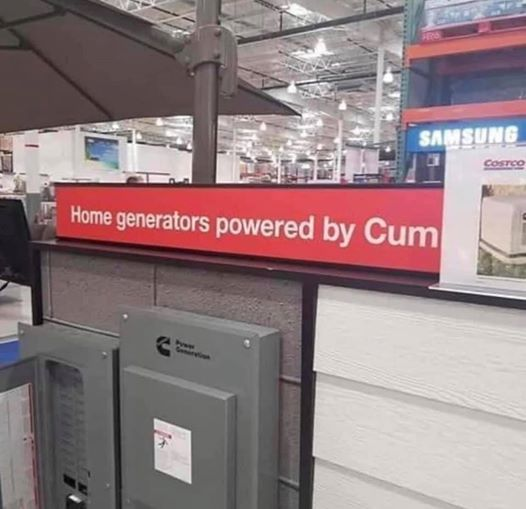 SAMSUNG
COSTCO
Home generators powered by Cum
Power
Generation